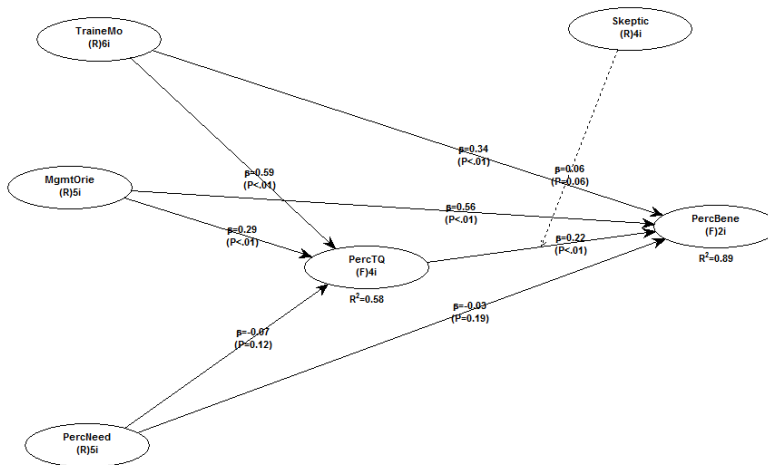 TraineMo
(R)6i
Skeptic
(R)4i
β=0.34
(P<.01)
β=0.59
(P<.01)
β=0.06
(P=0.06)
MgmtOrie
(R)5i
β=0.56
(P<.01)
PercBene
(F)2i
R²=0.89
β=0.29
(P<.01)
β=0.22
(P<.01)
PercTQ
(F)4i
R²=0.58
β=-0.07
(P=0.12)
β=-0.03
(P=0.19)
PercNeed
(R)5i